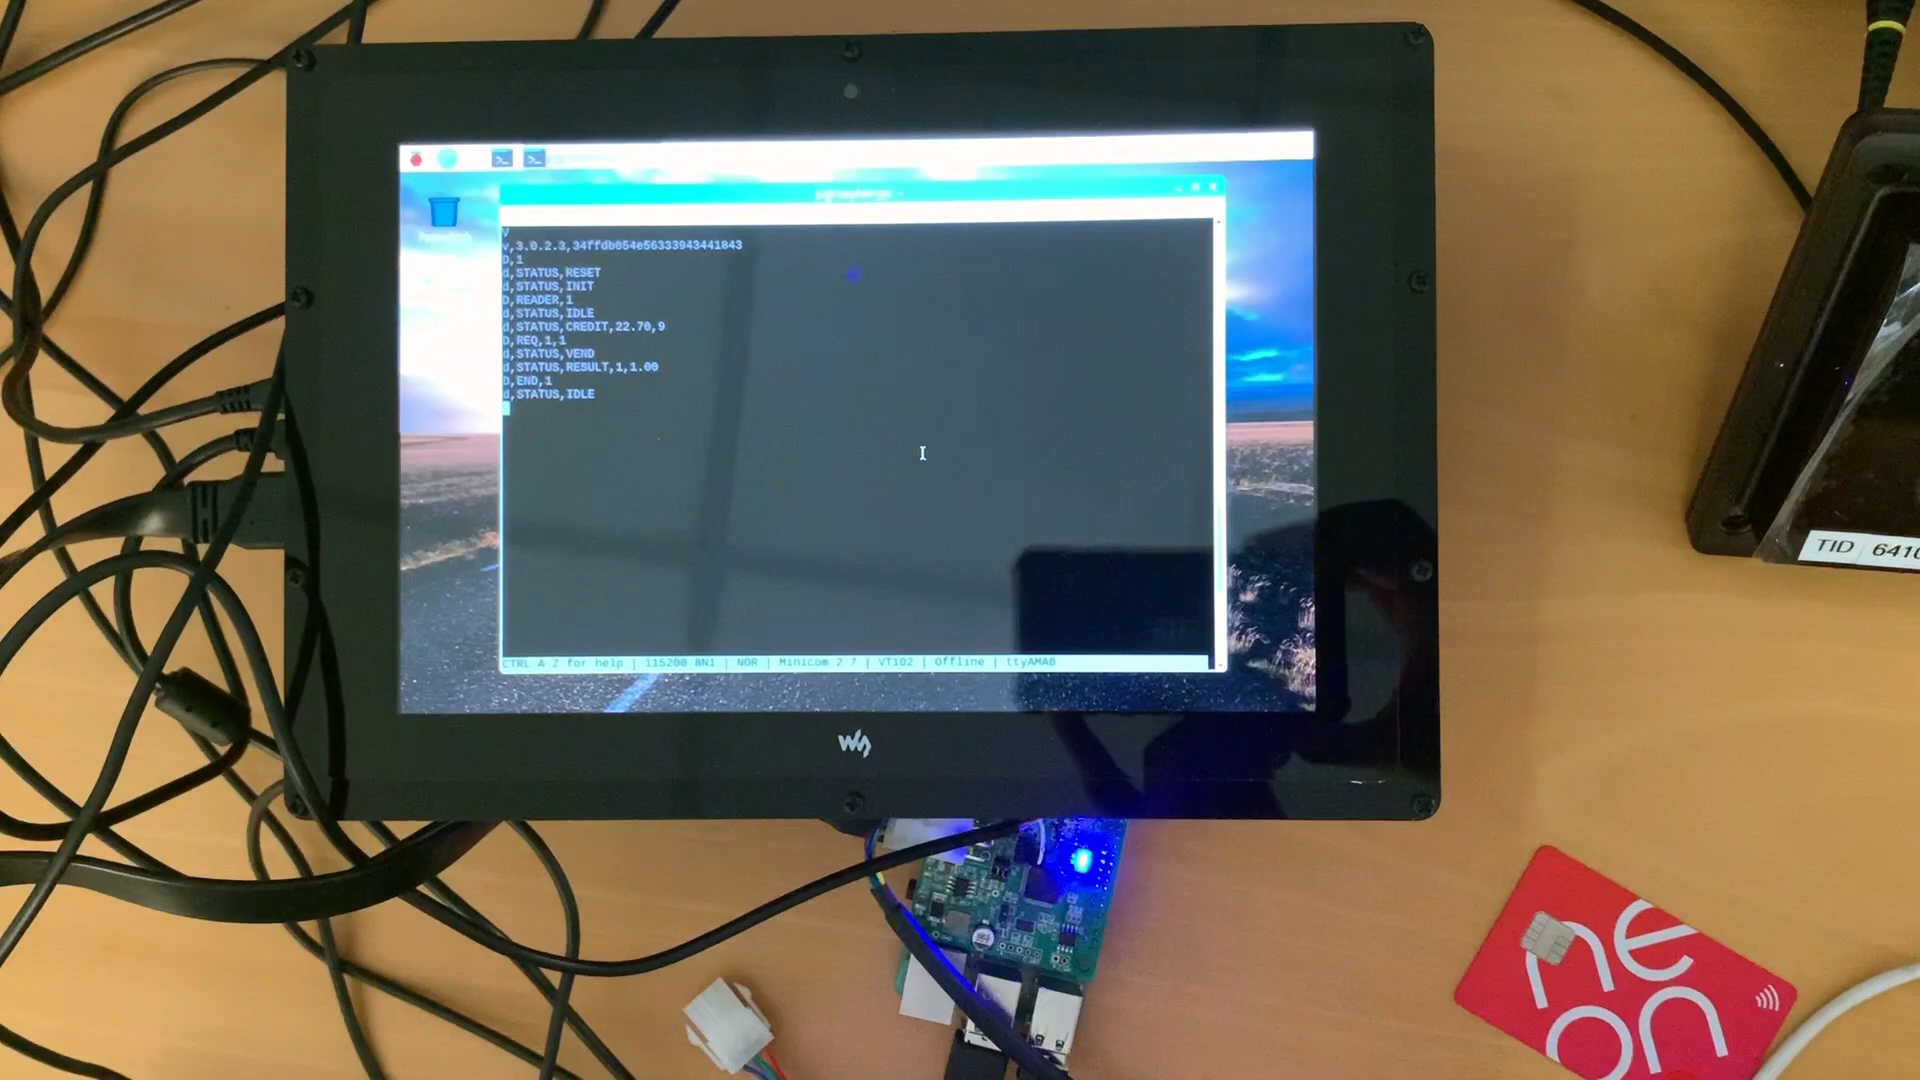 V
v,3.0.2.3,34ffdb054e56333943441843
D,1
d,STATUS,RESET
d,STATUS,INIT
D,READER,1
d,STATUS,IDLE
d,STATUS,CREDIT,22.70,9
D,REQ,1,1
d,STATUS,VEND
d,STATUS,RESULT,1,1.00
D,END,1
d,STATUS,IDLE
CTRL A Z for help | 115200 8N1 | NOR | Minicom 2 7 | VT102 | Offline | ttyAMA0
TID 6410
neon